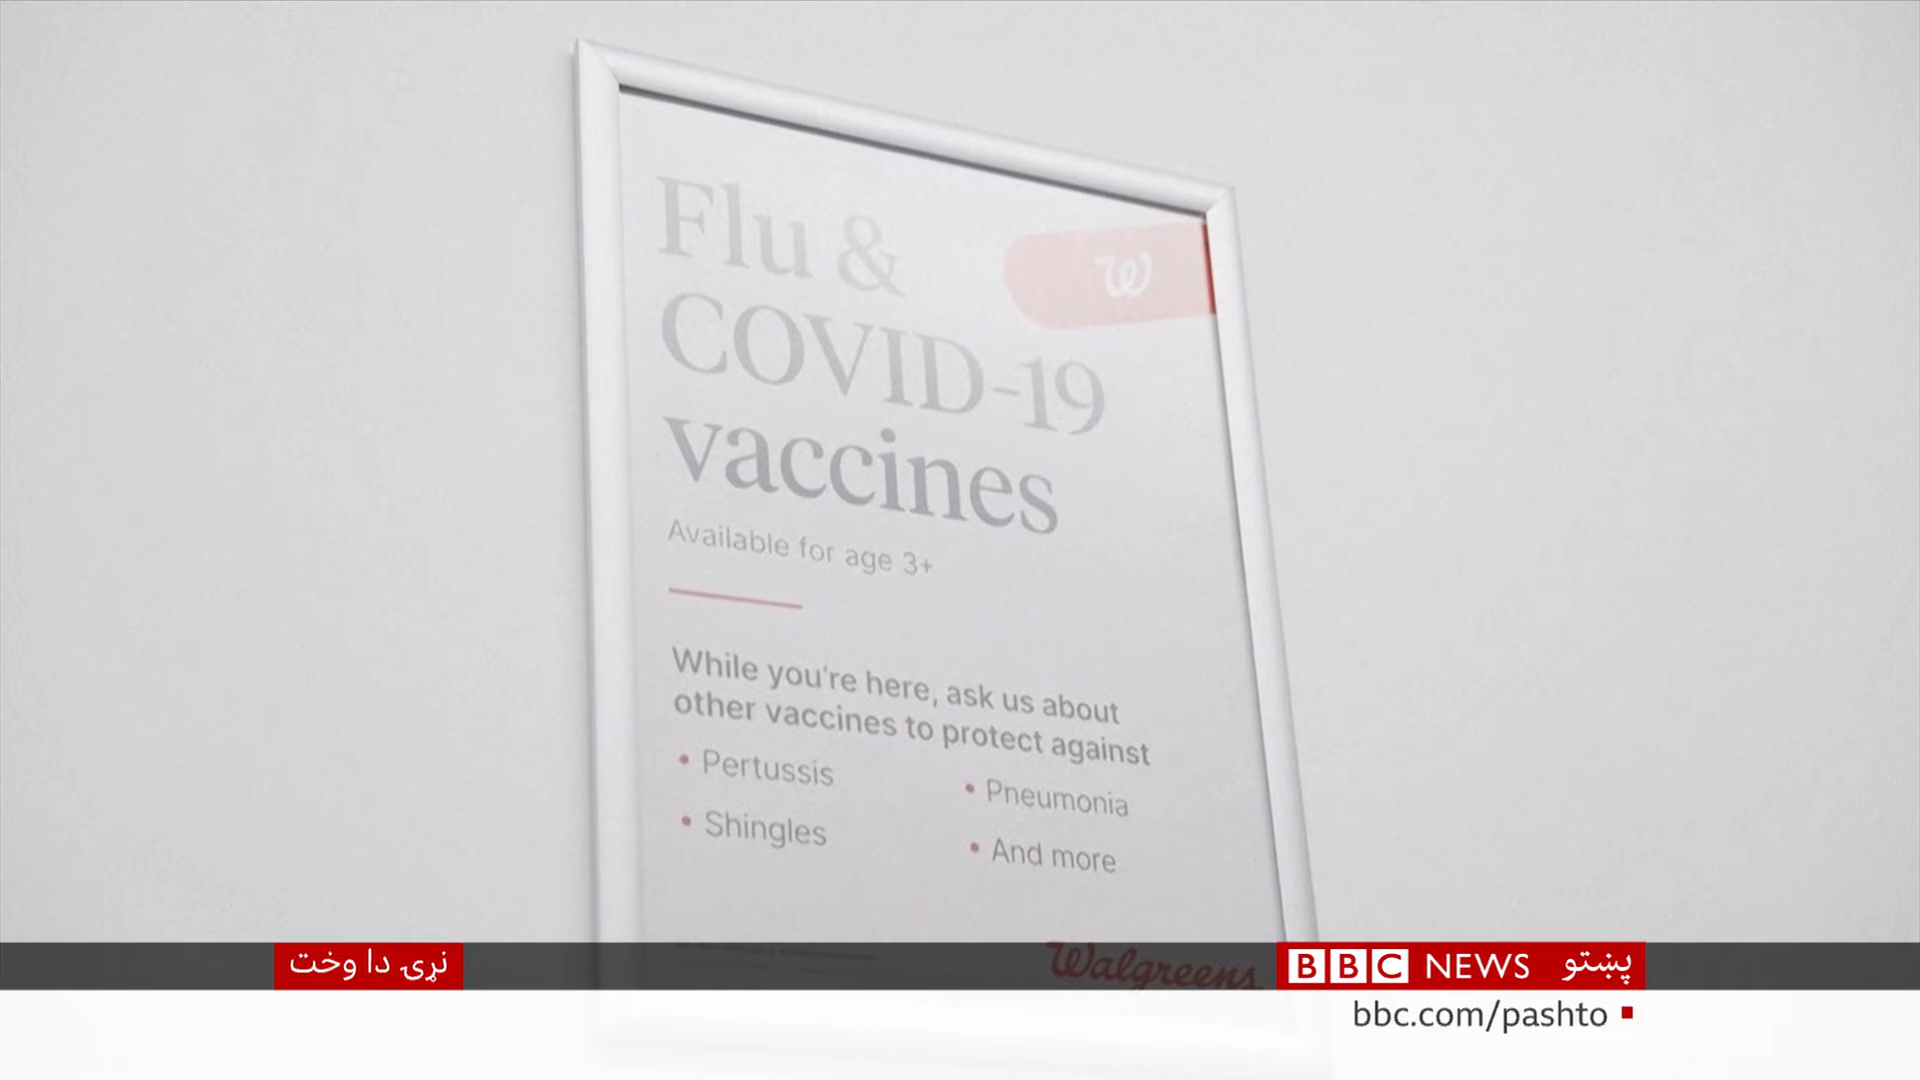 Flu &
COVID-19
vaccines
W
Available for age 3+
While you're here, ask us about
other vaccines to protect against
• Pertussis
• Pneumonia
• Shingles
• And more
Walgreens
نړۍ دا وخت
BBC NEWS پښتو
bbc.com/pashto